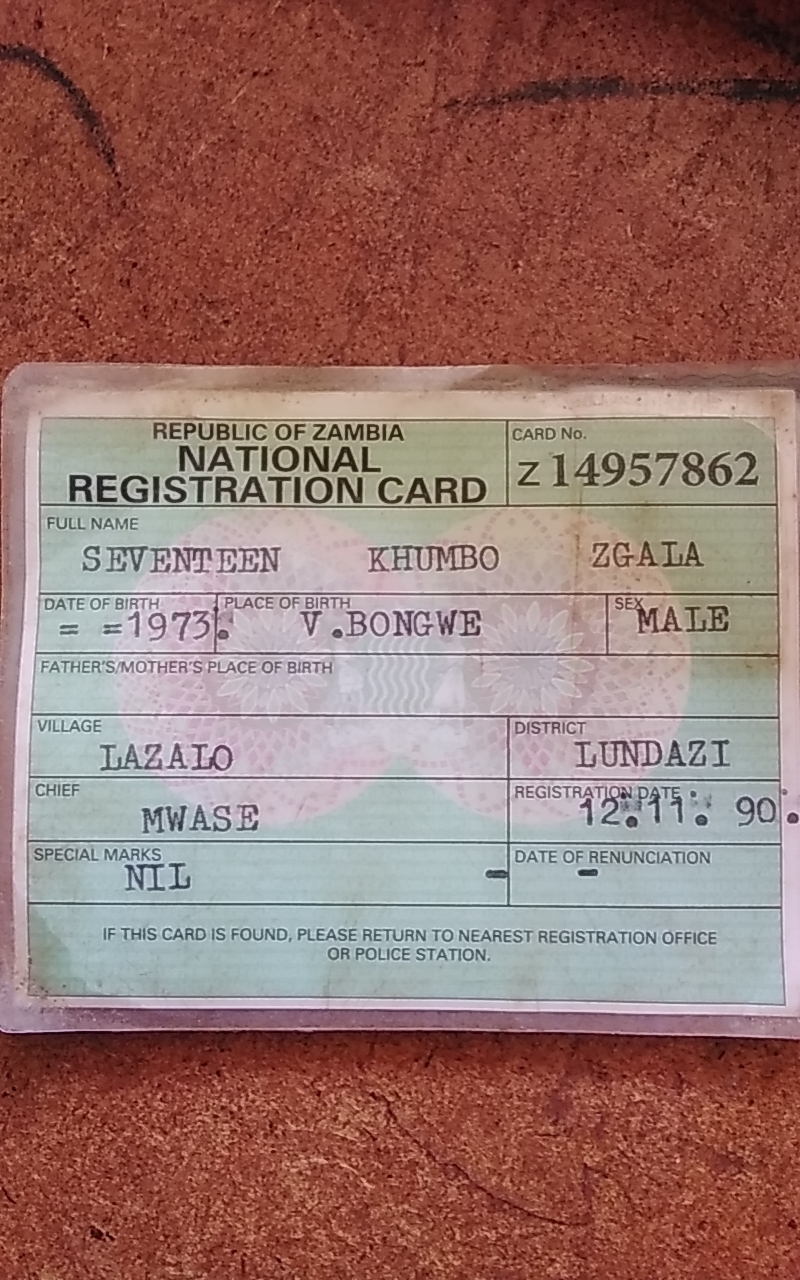 REPUBLIC OF ZAMBIA
NATIONAL
REGISTRATION CARD
CARD No.
Z 14957862
FULL NAME
SEVENTEEN KHUMBO ZGALA
DATE OF BIRTH
= =1973.
PLACE OF BIRTH
V.BONGWE
SEX
MALE
FATHER'S/MOTHER'S PLACE OF BIRTH
VILLAGE
LAZALO
DISTRICT
LUNDAZI
CHIEF
MWASE
REGISTRATION DATE
12.11. 90.
SPECIAL MARKS
NIL -
DATE OF RENUNCIATION
-
IF THIS CARD IS FOUND, PLEASE RETURN TO NEAREST REGISTRATION OFFICE
OR POLICE STATION.